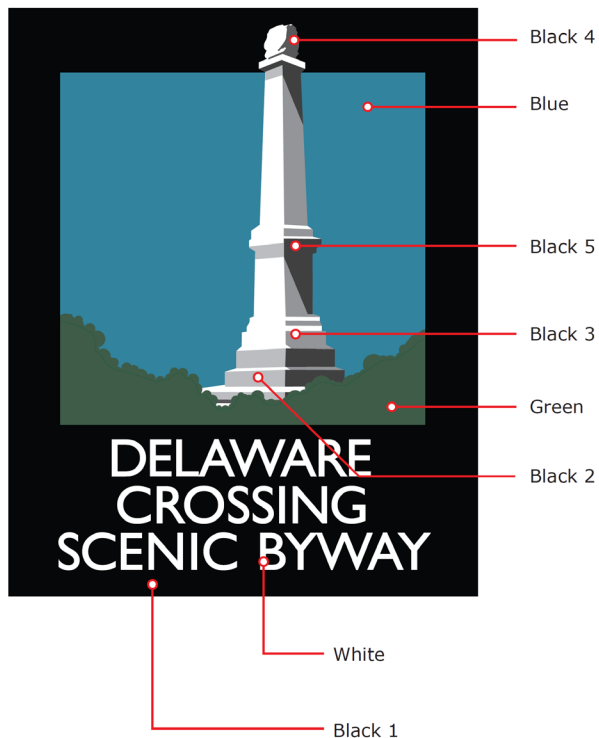 Black 4
Blue
Black 5
Black 3
Green
Black 2
DELAWARE
CROSSING
SCENIC BYWAY
White
Black 1